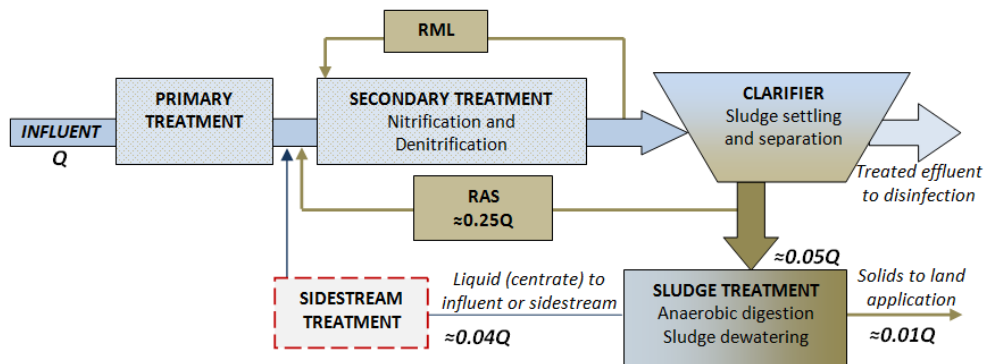 RML
PRIMARY
TREATMENT
SECONDARY TREATMENT
Nitrification and
Denitrification
CLARIFIER
Sludge settling
and separation
INFLUENT
Q
Treated effluent
to disinfection
RAS
≈0.25Q
≈0.05Q
SIDESTREAM
TREATMENT
Liquid (centrate) to
influent or sidestream
≈0.04Q
SLUDGE TREATMENT
Anaerobic digestion
Sludge dewatering
Solids to land
application
≈0.01Q